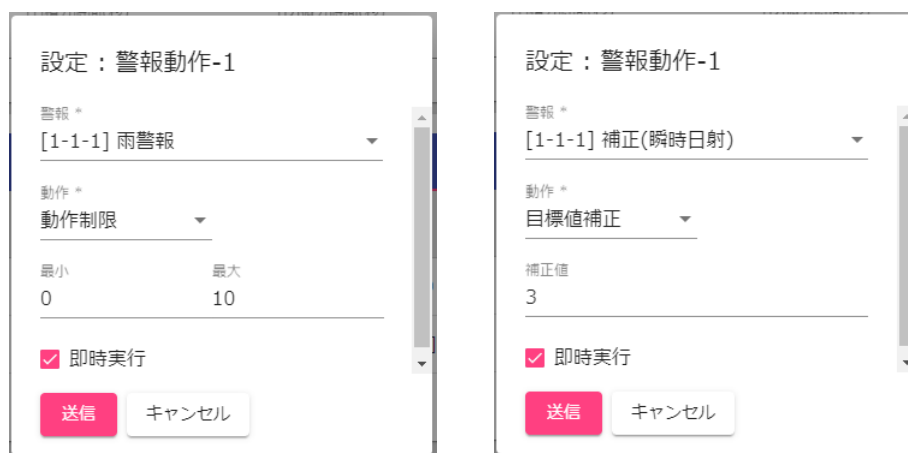 設定：警報動作-1
警報 *
[1-1-1] 雨警報
動作 *
動作制限
最小 最大
0 10
即時実行
送信 キャンセル
設定：警報動作-1
警報 *
[1-1-1] 補正(瞬時日射)
動作 *
目標値補正
補正値
3
即時実行
送信 キャンセル